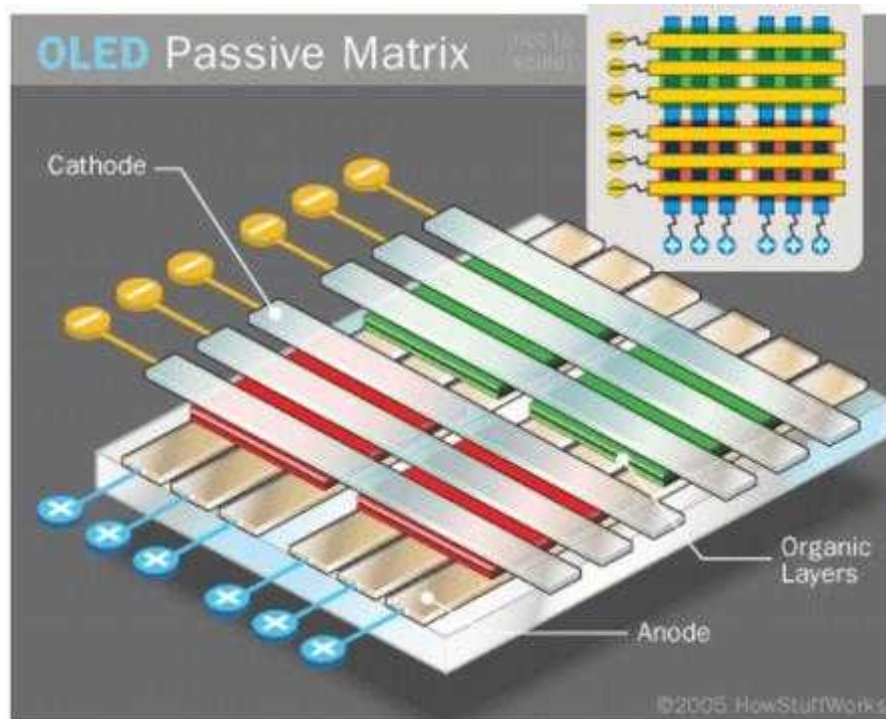 OLED Passive Matrix
Cathode
Organic
Layers
Anode
©2005 HowStuffWorks